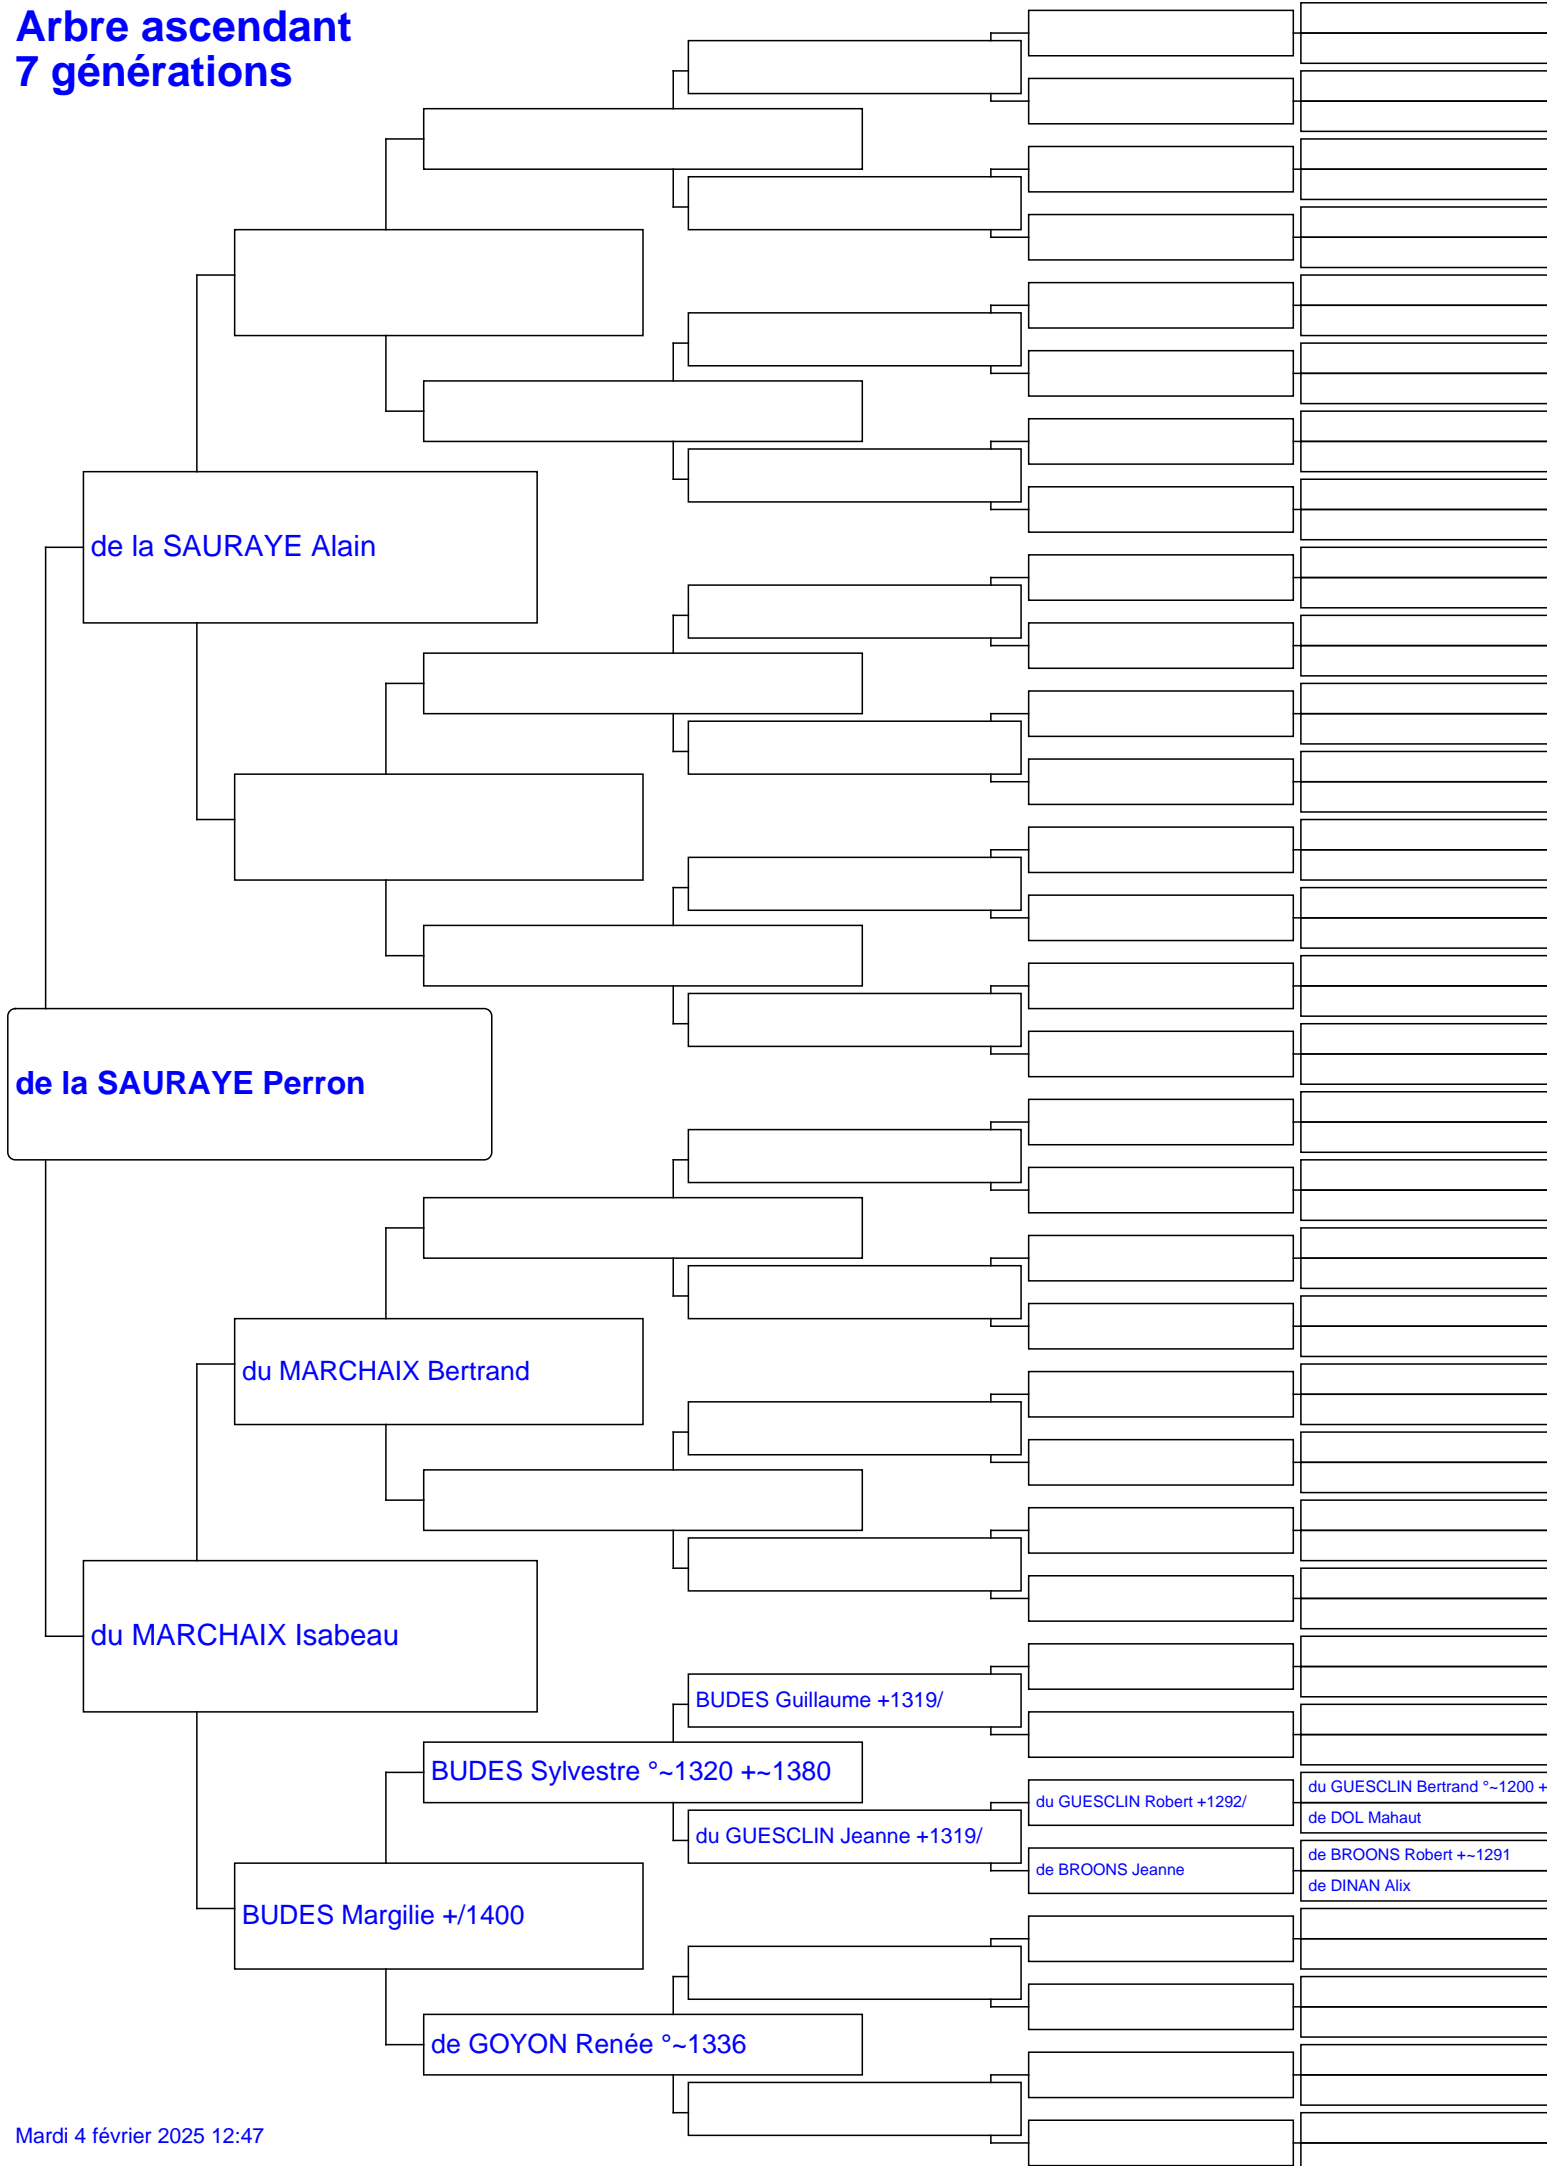 Arbre ascendant
7 générations
de la SAURAYE Alain
de la SAURAYE Perron
du MARCHAIX Bertrand
du MARCHAIX Isabeau
BUDES Guillaume +1319/
BUDES Sylvestre °~1320 +~1380
du GUESCLIN Bertrand °~1200 +
du GUESCLIN Robert +1292/
de DOL Mahaut
du GUESCLIN Jeanne +1319/
de BROONS Robert +~1291
de BROONS Jeanne
de DINAN Alix
BUDES Margilie +/1400
de GOYON Renée °~1336
Mardi 4 février 2025 12:47